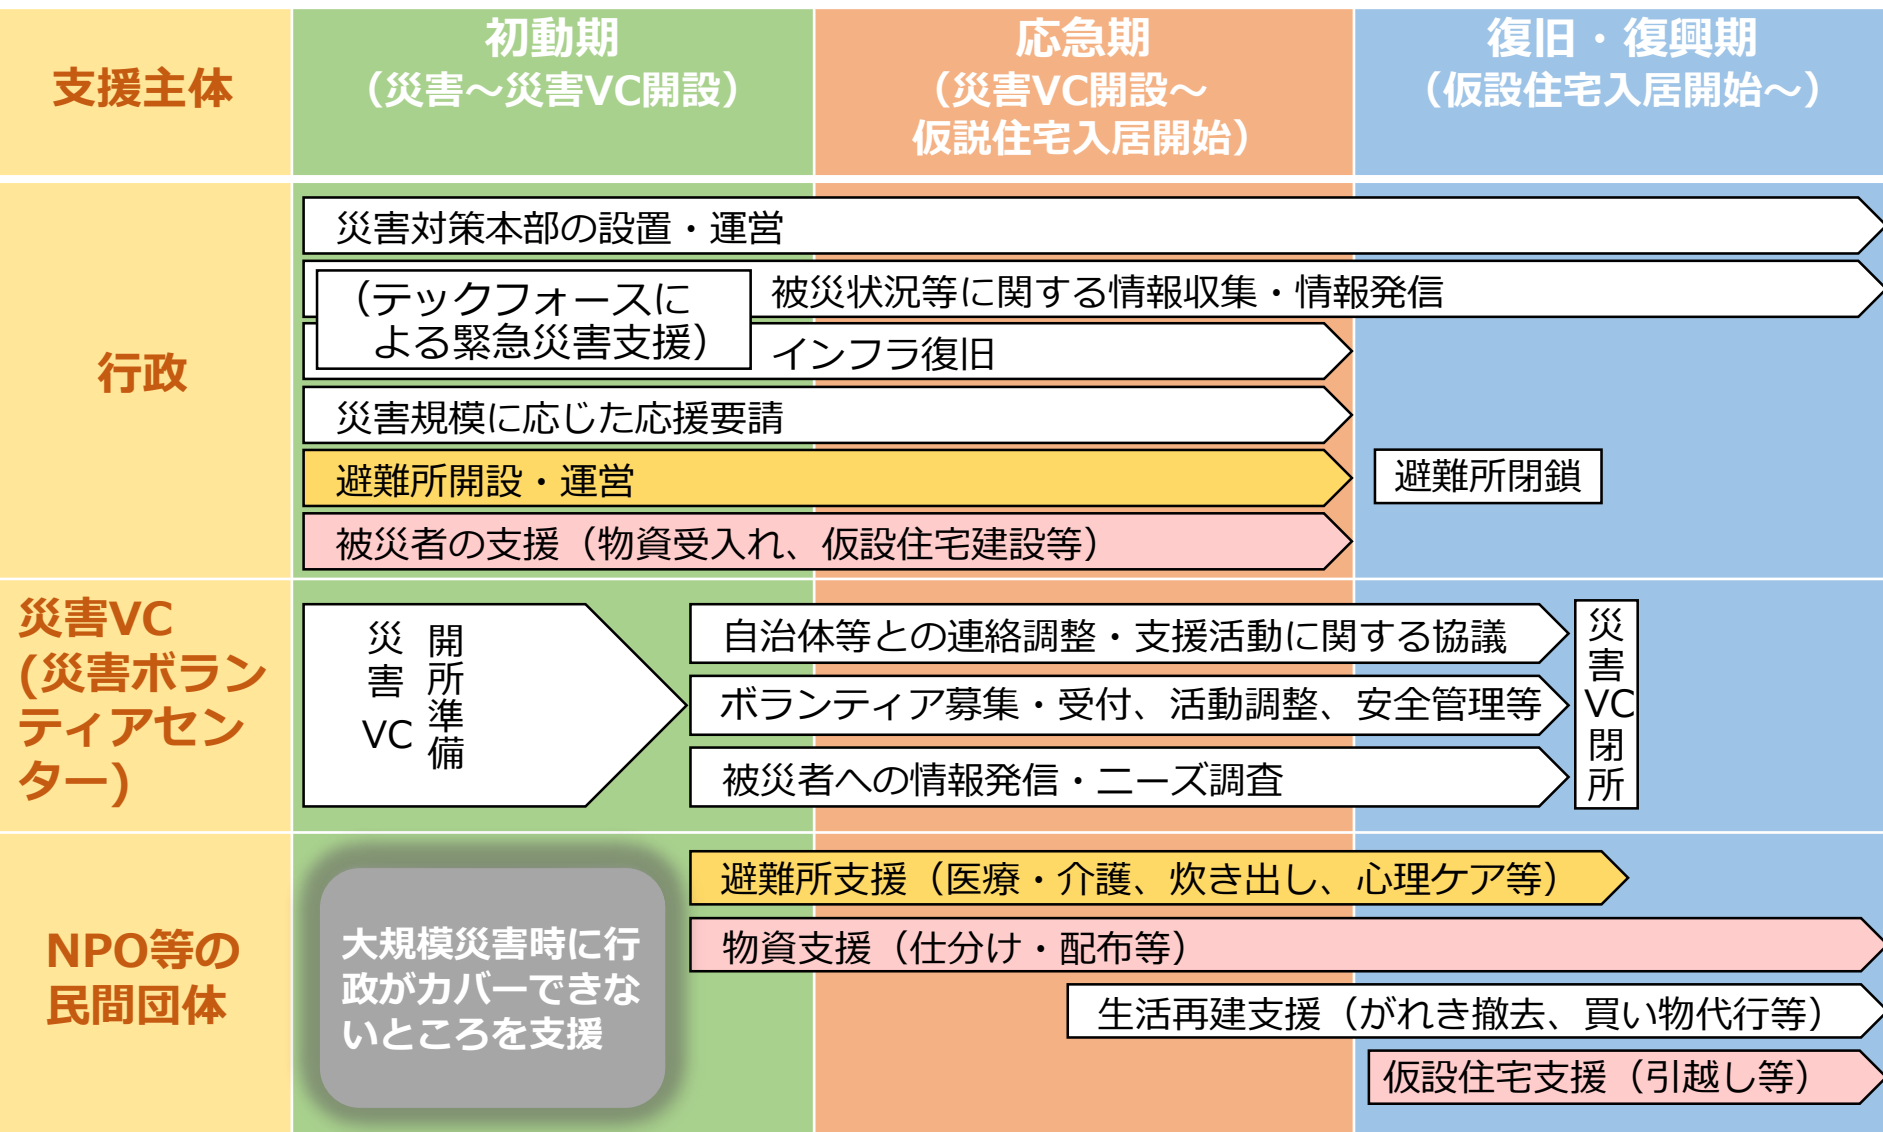 支援主体
初動期
（災害～災害VC開設）
応急期
（災害VC開設～
仮説住宅入居開始）
復旧・復興期
（仮設住宅入居開始～）
行政
災害対策本部の設置・運営
（テックフォースに
よる緊急災害支援）
被災状況等に関する情報収集・情報発信
インフラ復旧
災害規模に応じた応援要請
避難所開設・運営
避難所閉鎖
被災者の支援（物資受入れ、仮設住宅建設等）
災害VC
(災害ボラン
ティアセン
ター)
災害VC
開所準備
自治体等との連絡調整・支援活動に関する協議
ボランティア募集・受付、活動調整、安全管理等
被災者への情報発信・ニーズ調査
災害VC閉所
NPO等の
民間団体
大規模災害時に行
政がカバーできな
いところを支援
避難所支援（医療・介護、炊き出し、心理ケア等）
物資支援（仕分け・配布等）
生活再建支援（がれき撤去、買い物代行等）
仮設住宅支援（引越し等）